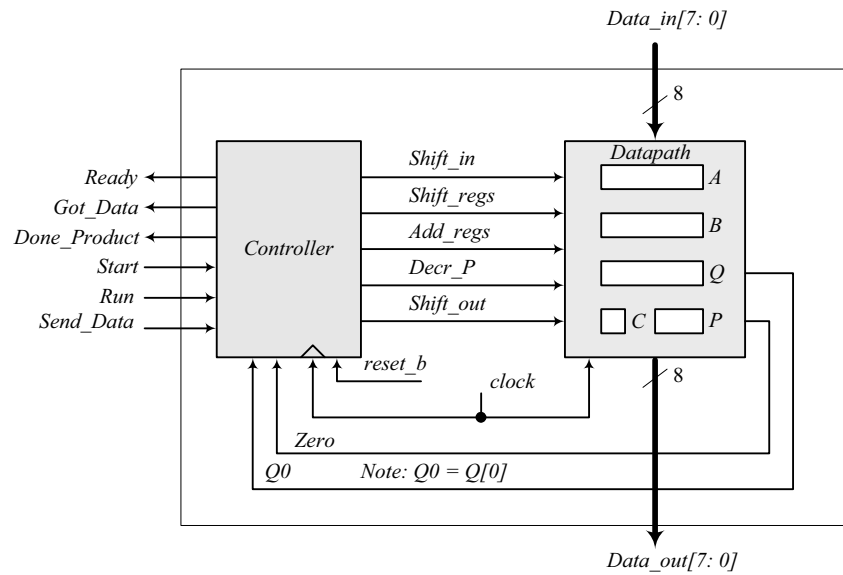 Data_in[7: 0]
8
Datapath
Shift_in
Ready
A
Shift_regs
Got_Data
B
Add_regs
Done_Product
Controller
Start
Decr_P
Q
Run
Shift_out
Send_Data
C
P
reset_b
clock
8
Zero
Q0
Note: Q0 = Q[0]
Data_out[7: 0]